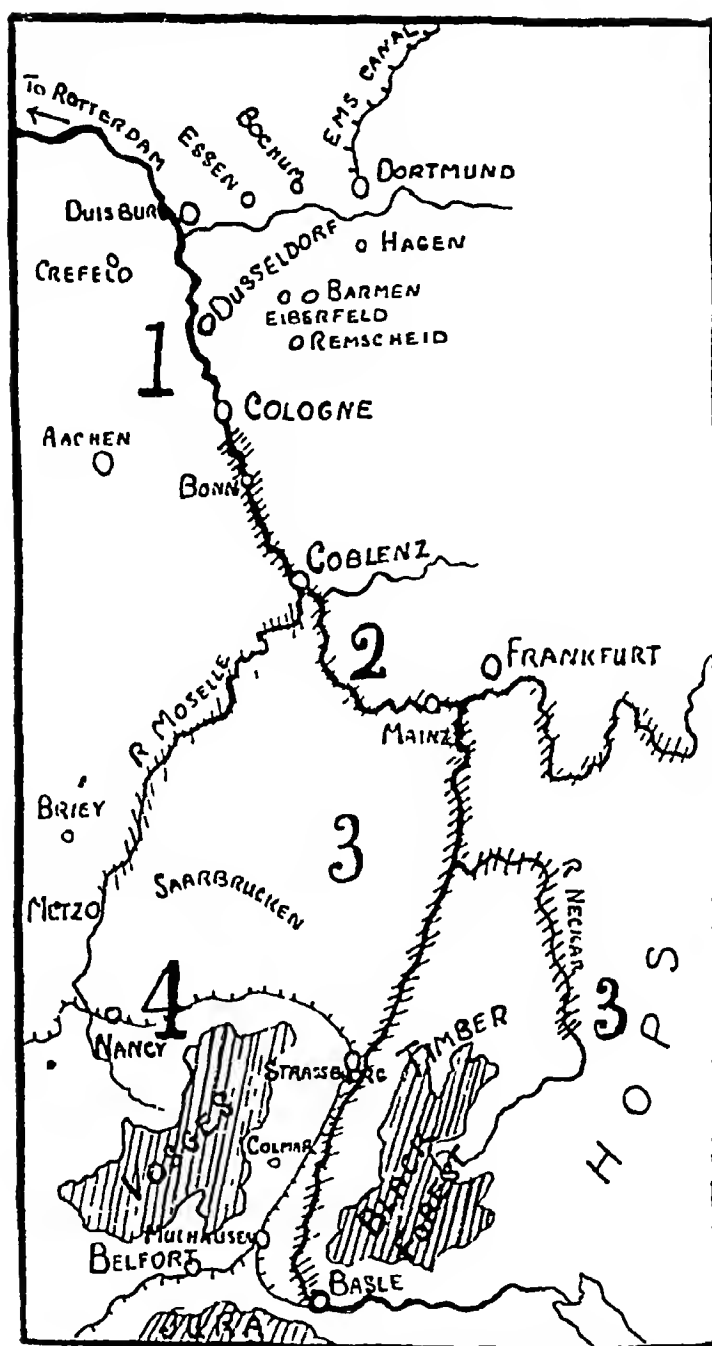 To ROTTERDAM
ESSEN
BOCHUM
EMS CANAL
DORTMUND
DUISBURG
HAGEN
CREFELD
DUSSELDORF
BARMEN
EIBERFELD
REMSCHEID
1
COLOGNE
AACHEN
BONN
COBLENZ
2
FRANKFURT
R MOSELLE
MAINZ
BRIEY
3
SAARBRUCKEN
METZO
R NECKAR
4
3
HOPS
NANCY
TIMBER
STRASSBURG
VOSGES
COLMAR
BLACK
FOREST
MULHAUSEN
BELFORT
BASLE
JURA